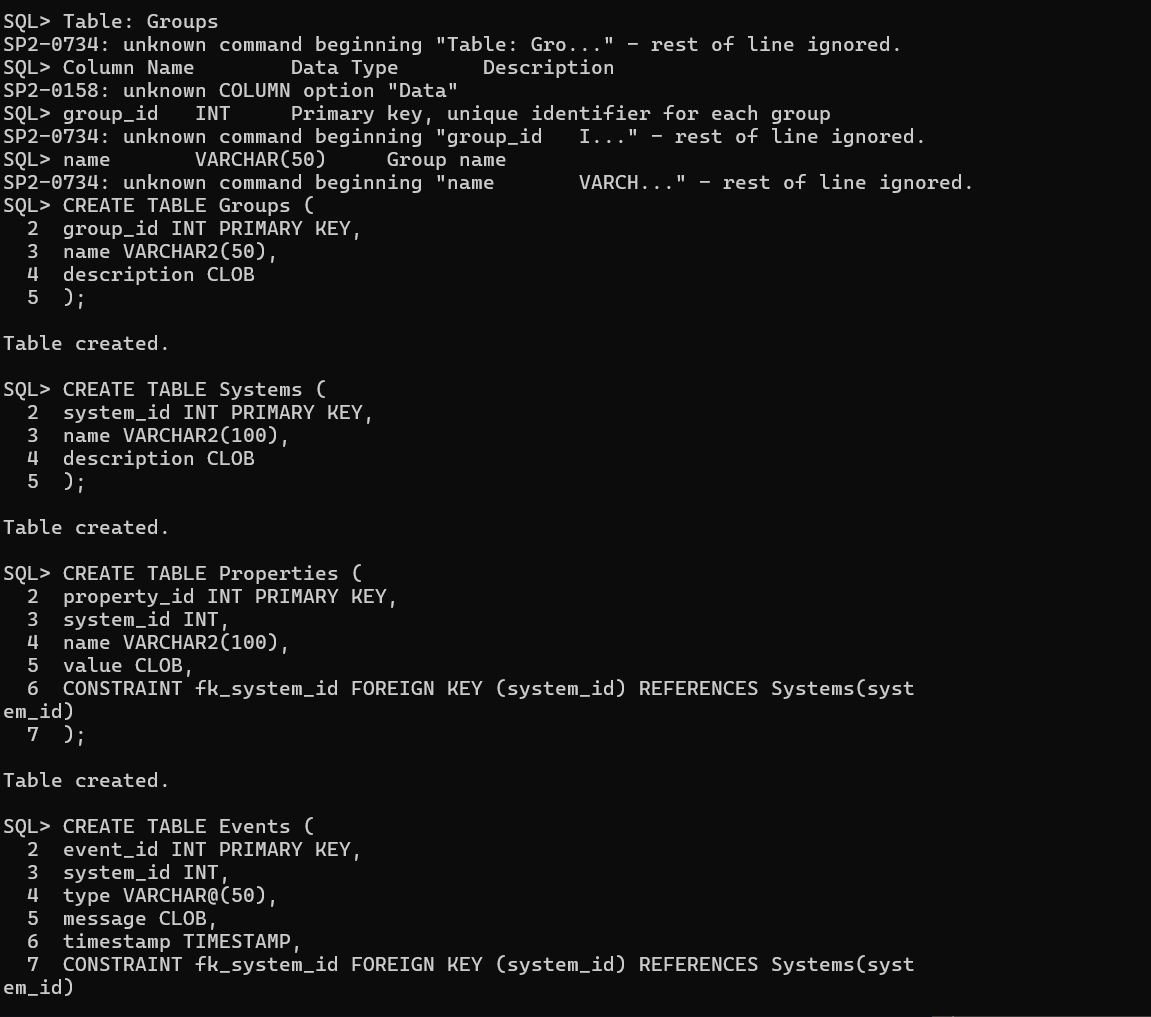 SQL> Table: Groups
SP2-0734: unknown command beginning "Table: Gro..." - rest of line ignored.
SQL> Column Name        Data Type       Description
SP2-0158: unknown COLUMN option "Data"
SQL> group_id   INT     Primary key, unique identifier for each group
SP2-0734: unknown command beginning "group_id   I..." - rest of line ignored.
SQL> name       VARCHAR(50)     Group name
SP2-0734: unknown command beginning "name       VARCH..." - rest of line ignored.
SQL> CREATE TABLE Groups (
  2  group_id INT PRIMARY KEY,
  3  name VARCHAR2(50),
  4  description CLOB
  5  );
Table created.
SQL> CREATE TABLE Systems (
  2  system_id INT PRIMARY KEY,
  3  name VARCHAR2(100),
  4  description CLOB
  5  );
Table created.
SQL> CREATE TABLE Properties (
  2  property_id INT PRIMARY KEY,
  3  system_id INT,
  4  name VARCHAR2(100),
  5  value CLOB,
  6  CONSTRAINT fk_system_id FOREIGN KEY (system_id) REFERENCES Systems(syst
em_id)
  7  );
Table created.
SQL> CREATE TABLE Events (
  2  event_id INT PRIMARY KEY,
  3  system_id INT,
  4  type VARCHAR@(50),
  5  message CLOB,
  6  timestamp TIMESTAMP,
  7  CONSTRAINT fk_system_id FOREIGN KEY (system_id) REFERENCES Systems(syst
em_id)